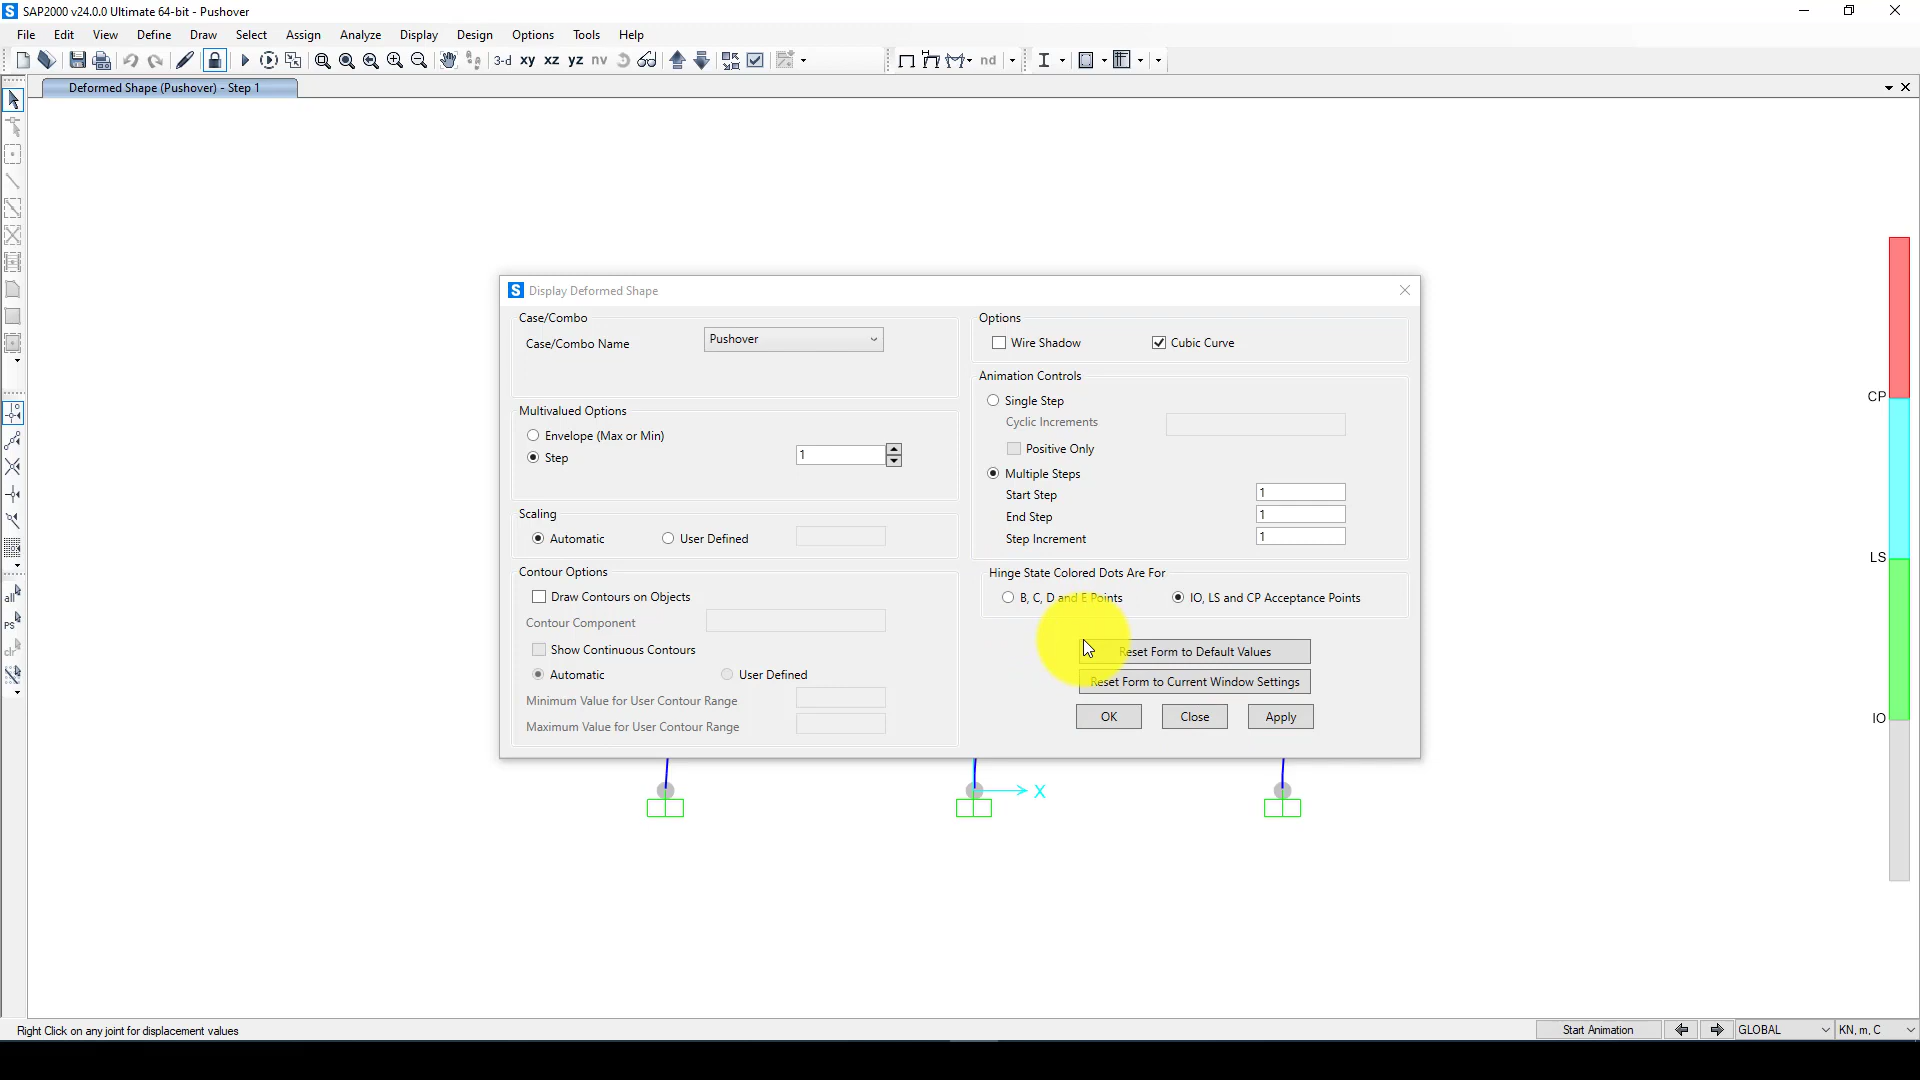 SAP2000 v24.0.0 Ultimate 64-bit - Pushover
File Edit View Define Draw Select Assign Analyze Display Design Options Tools Help
3-d xy xz yz nv nd
Deformed Shape (Pushover) - Step 1
Display Deformed Shape
Case/Combo
Case/Combo Name Pushover
Multivalued Options
Envelope (Max or Min)
Step 1
Scaling
Automatic User Defined
Contour Options
Draw Contours on Objects
Contour Component
Show Continuous Contours
Automatic User Defined
Minimum Value for User Contour Range
Maximum Value for User Contour Range
Options
Wire Shadow Cubic Curve
Animation Controls
Single Step
Cyclic Increments
Positive Only
Multiple Steps
Start Step 1
End Step 1
Step Increment 1
Hinge State Colored Dots Are For
B, C, D and E Points IO, LS and CP Acceptance Points
Reset Form to Default Values
Reset Form to Current Window Settings
OK Close Apply
CP
LS
IO
X
all
PS
clr
Right Click on any joint for displacement values
Start Animation GLOBAL KN, m, C